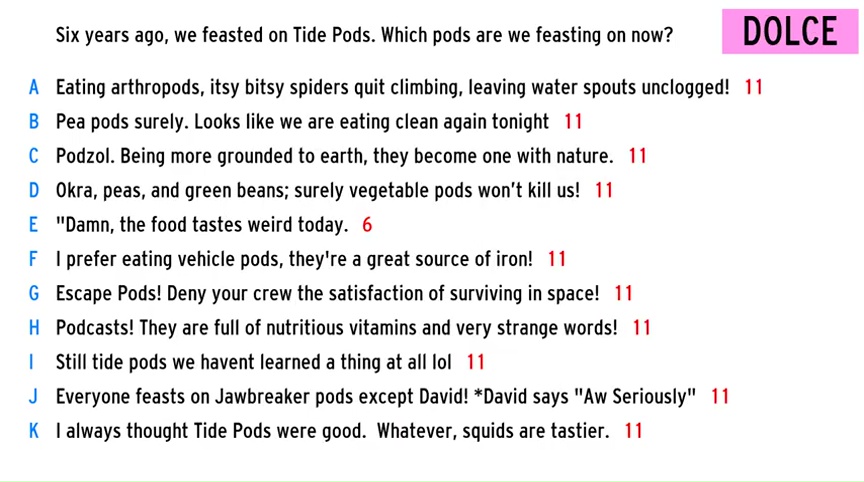 Six years ago, we feasted on Tide Pods. Which pods are we feasting on now? DOLCE
A Eating arthropods, itsy bitsy spiders quit climbing, leaving water spouts unclogged! 11
B Pea pods surely. Looks like we are eating clean again tonight 11
C Podzol. Being more grounded to earth, they become one with nature. 11
D Okra, peas, and green beans; surely vegetable pods won't kill us! 11
E "Damn, the food tastes weird today. 6
F I prefer eating vehicle pods, they're a great source of iron! 11
G Escape Pods! Deny your crew the satisfaction of surviving in space! 11
H Podcasts! They are full of nutritious vitamins and very strange words! 11
I Still tide pods we havent learned a thing at all lol 11
J Everyone feasts on Jawbreaker pods except David! *David says "Aw Seriously" 11
K I always thought Tide Pods were good. Whatever, squids are tastier. 11